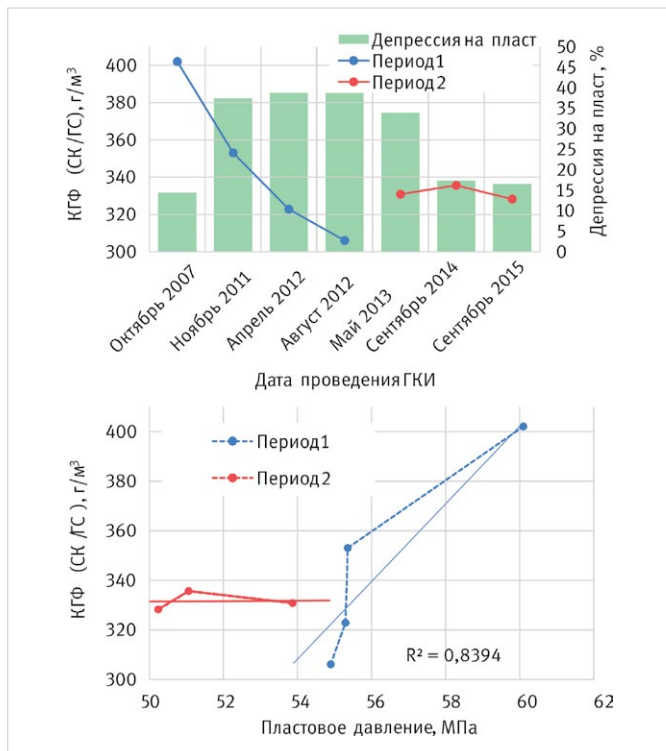 КГФ (СК/ГС), г/м³
400
380
360
340
320
300
Депрессия на пласт
Период1
Период2
50
45
40
35
30
25
20
15
10
5
0
Депрессия на пласт, %
Октябрь 2007
Ноябрь 2011
Апрель 2012
Август 2012
Май 2013
Сентябрь 2014
Сентябрь 2015
Дата проведения ГКИ
КГФ (СК/ГС), г/м³
400
380
360
340
320
300
Период1
Период2
R² = 0,8394
50
52
54
56
58
60
62
Пластовое давление, МПа